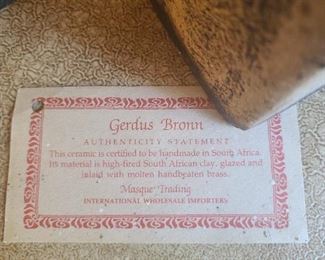 Gerdus Bronn
AUTHENTICITY STATEMENT
This ceramic is certified to be handmade in South Africa.
Its material is high-fired South African clay, glazed and
inlaid with molten handbeaten brass.
Masque Trading
INTERNATIONAL WHOLESALE IMPORTERS